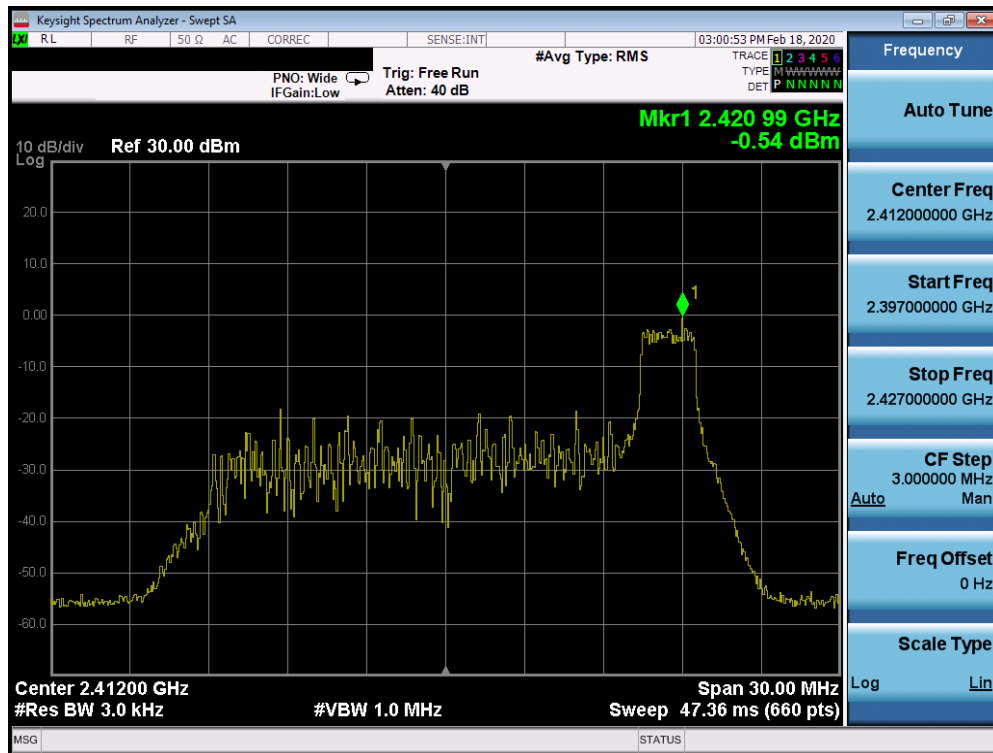 Keysight Spectrum Analyzer - Swept SA
LXI RL RF 50 Ω AC CORREC SENSE:INT 03:00:53 PM Feb 18, 2020
#Avg Type: RMS TRACE 1 2 3 4 5 6
PNO: Wide Trig: Free Run TYPE M WWWWW
IFGain:Low Atten: 40 dB DET P N N N N N
Mkr1 2.420 99 GHz
-0.54 dBm
10 dB/div Ref 30.00 dBm
Log
20.0
10.0
0.00
-10.0
-20.0
-30.0
-40.0
-50.0
-60.0
1
Center 2.41200 GHz Span 30.00 MHz
#Res BW 3.0 kHz #VBW 1.0 MHz Sweep 47.36 ms (660 pts)
MSG STATUS
Frequency
Auto Tune
Center Freq
2.412000000 GHz
Start Freq
2.397000000 GHz
Stop Freq
2.427000000 GHz
CF Step
3.000000 MHz
Auto Man
Freq Offset
0 Hz
Scale Type
Log Lin